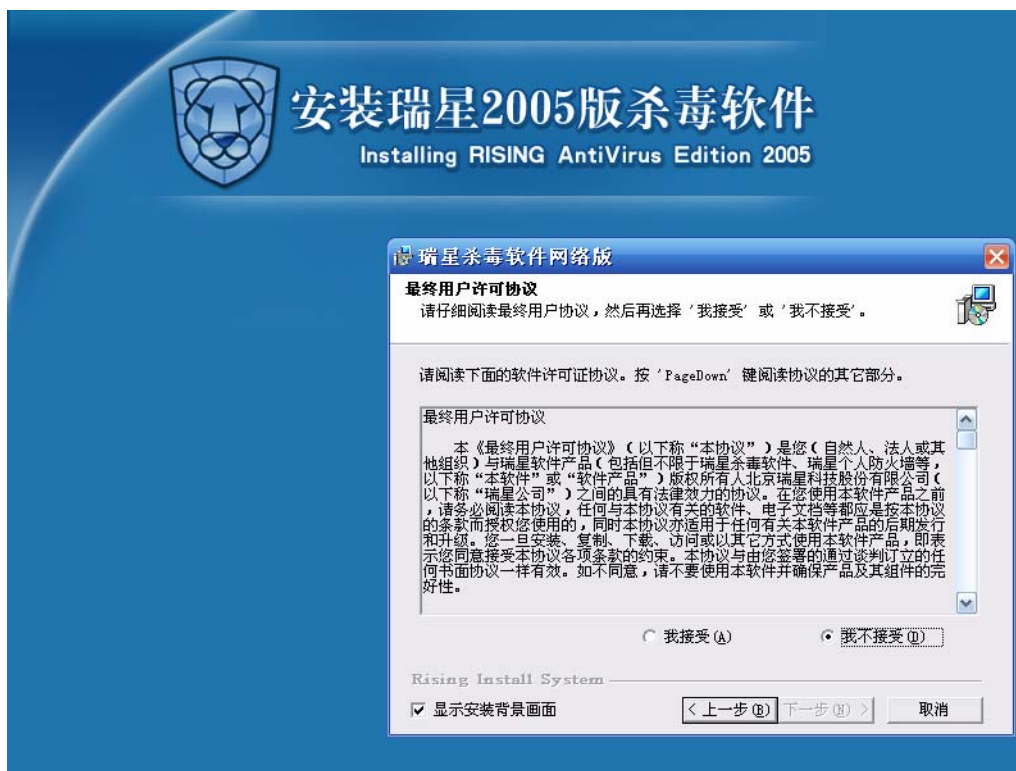 安装瑞星2005版杀毒软件
Installing RISING AntiVirus Edition 2005
瑞星杀毒软件网络版
最终用户许可协议
请仔细阅读最终用户协议，然后再选择‘我接受’或‘我不接受’。
请阅读下面的软件许可证协议。按‘PageDown’键阅读协议的其它部分。
最终用户许可协议
本《最终用户许可协议》（以下称“本协议”）是您（自然人、法人或其
他组织）与瑞星软件产品（包括但不限于瑞星杀毒软件、瑞星个人防火墙等，
以下称“本软件”或“软件产品”）版权所有人北京瑞星科技股份有限公司（
以下称“瑞星公司”）之间的具有法律效力的协议。在您使用本软件产品之前
，请务必阅读本协议，任何与本协议有关的软件、电子文档等都应是按本协议
的条款而授权您使用的，同时本协议亦适用于任何有关本软件产品的后期发行
和升级。您一旦安装、复制、下载、访问或以其它方式使用本软件产品，即表
示您同意接受本协议各项条款的约束。本协议与由您签署的通过谈判订立的任
何书面协议一样有效。如不同意，请不要使用本软件并确保产品及其组件的完
好性。
我接受(A) 我不接受(D)
Rising Install System
显示安装背景画面 < 上一步(B) 下一步(N) > 取消